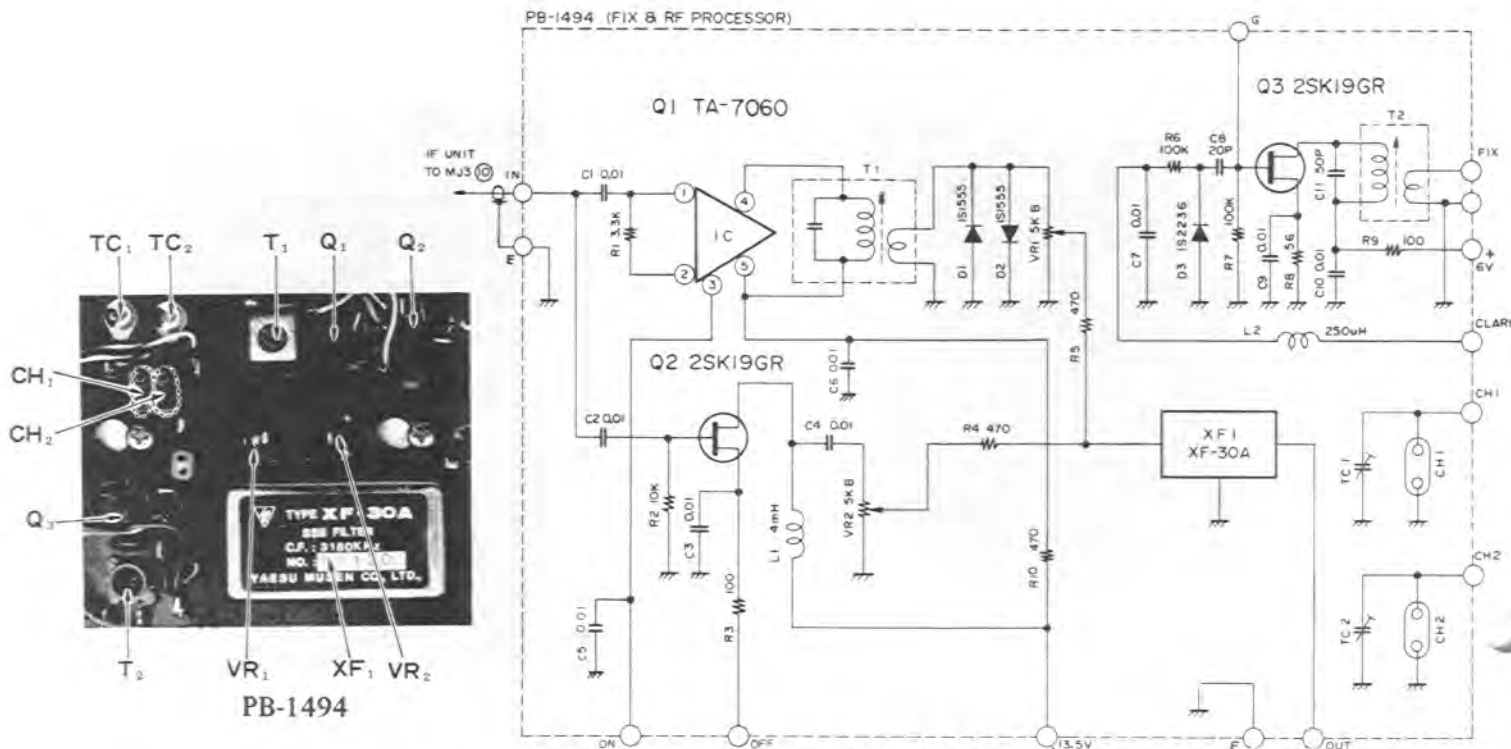 PB-1494 (FIX & RF PROCESSOR)
G
Q3 2SK19GR
Q1 TA-7060
T2
IF UNIT
TO MJ3 ⑩
IN
E
C1 0.01
R1 3.3K
1
2
3
4
5
IC
T1
1S1555
1S1555
D1
D2
VR1 5KB
R6
100K
C8
20P
C7 0.01
D3 1S2236
R7
100K
C9
0.01
R8
56
C11 50P
C10 0.01
R9
100
FIX
+
6V
CLARI
L2
250uH
CH1
CH2
TC1
CH1
TC2
CH2
Q2 2SK19GR
C2 0.01
R2 10K
C3
0.01
R3
100
C4
0.01
L1 4mH
VR2 5KB
R4 470
R5
470
C6 0.01
R10
470
XF1
XF-30A
C5
0.01
ON
OFF
13.5V
E
OUT
TC1
TC2
T1
Q1
Q2
CH1
CH2
Q3
T2
VR1
XF1
VR2
TYPE XF-30A
SSB FILTER
C.F.: 3180KHz
NO.:
YAESU MUSEN CO., LTD.,
PB-1494